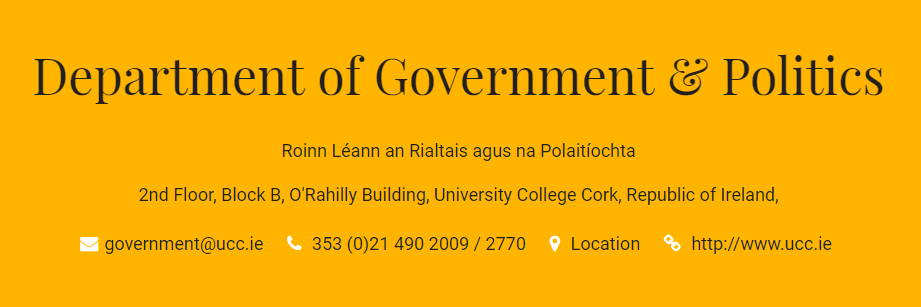 Department of Government & Politics
Roinn Léann an Rialtais agus na Polaitíochta
2nd Floor, Block B, O'Rahilly Building, University College Cork, Republic of Ireland,
government@ucc.ie 353 (0)21 490 2009 / 2770 Location http://www.ucc.ie